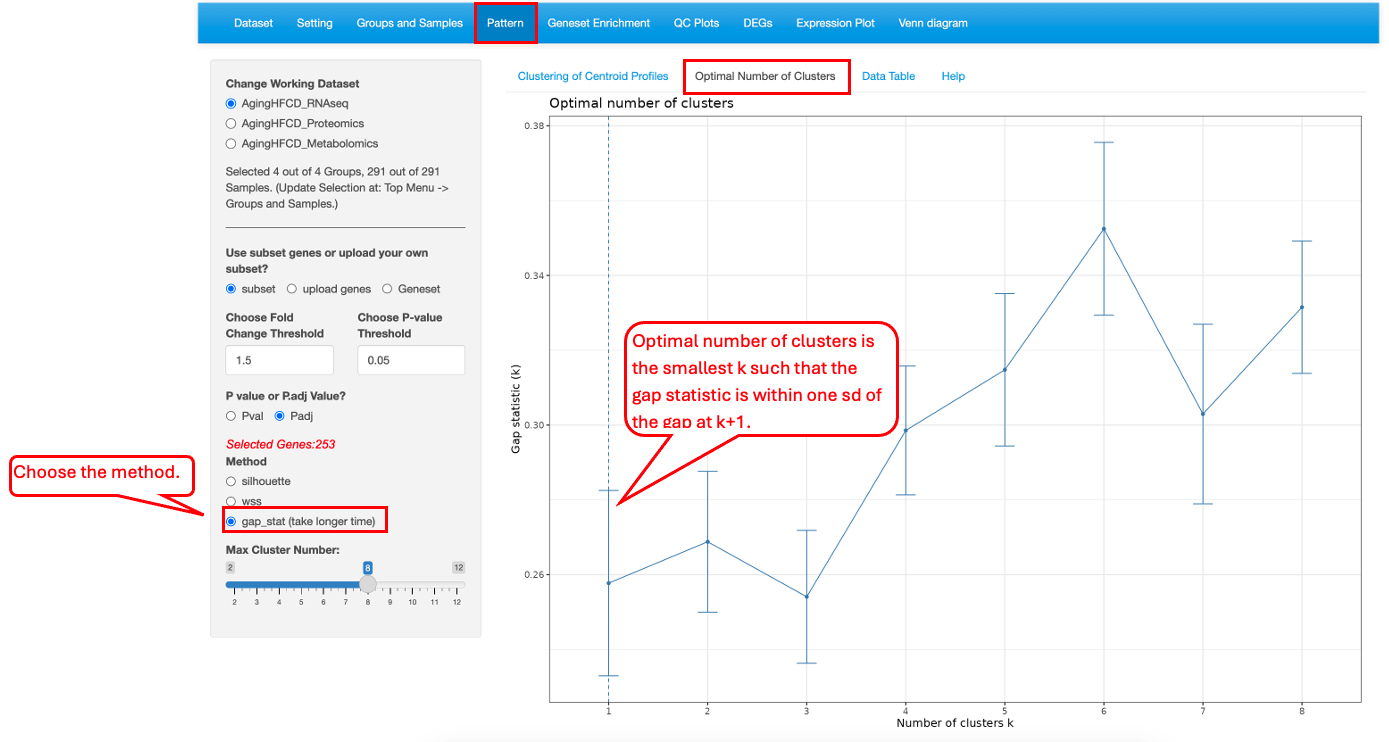 Dataset Setting Groups and Samples Pattern Geneset Enrichment QC Plots DEGs Expression Plot Venn diagram
Change Working Dataset
AgingHFCD_RNAseq
AgingHFCD_Proteomics
AgingHFCD_Metabolomics
Selected 4 out of 4 Groups, 291 out of 291
Samples. (Update Selection at: Top Menu ->
Groups and Samples.)
Use subset genes or upload your own
subset?
subset upload genes Geneset
Choose Fold
Change Threshold
Choose P-value
Threshold
1.5
0.05
P value or P.adj Value?
Pval Padj
Selected Genes:253
Method
silhouette
wss
gap_stat (take longer time)
Max Cluster Number:
2 8 12
2 3 4 5 6 7 8 9 10 11 12
Choose the method.
Clustering of Centroid Profiles Optimal Number of Clusters Data Table Help
Optimal number of clusters
0.38
0.34
0.30
0.26
Gap statistic (k)
Optimal number of clusters is
the smallest k such that the
gap statistic is within one sd of
the gap at k+1.
1 2 3 4 5 6 7 8
Number of clusters k